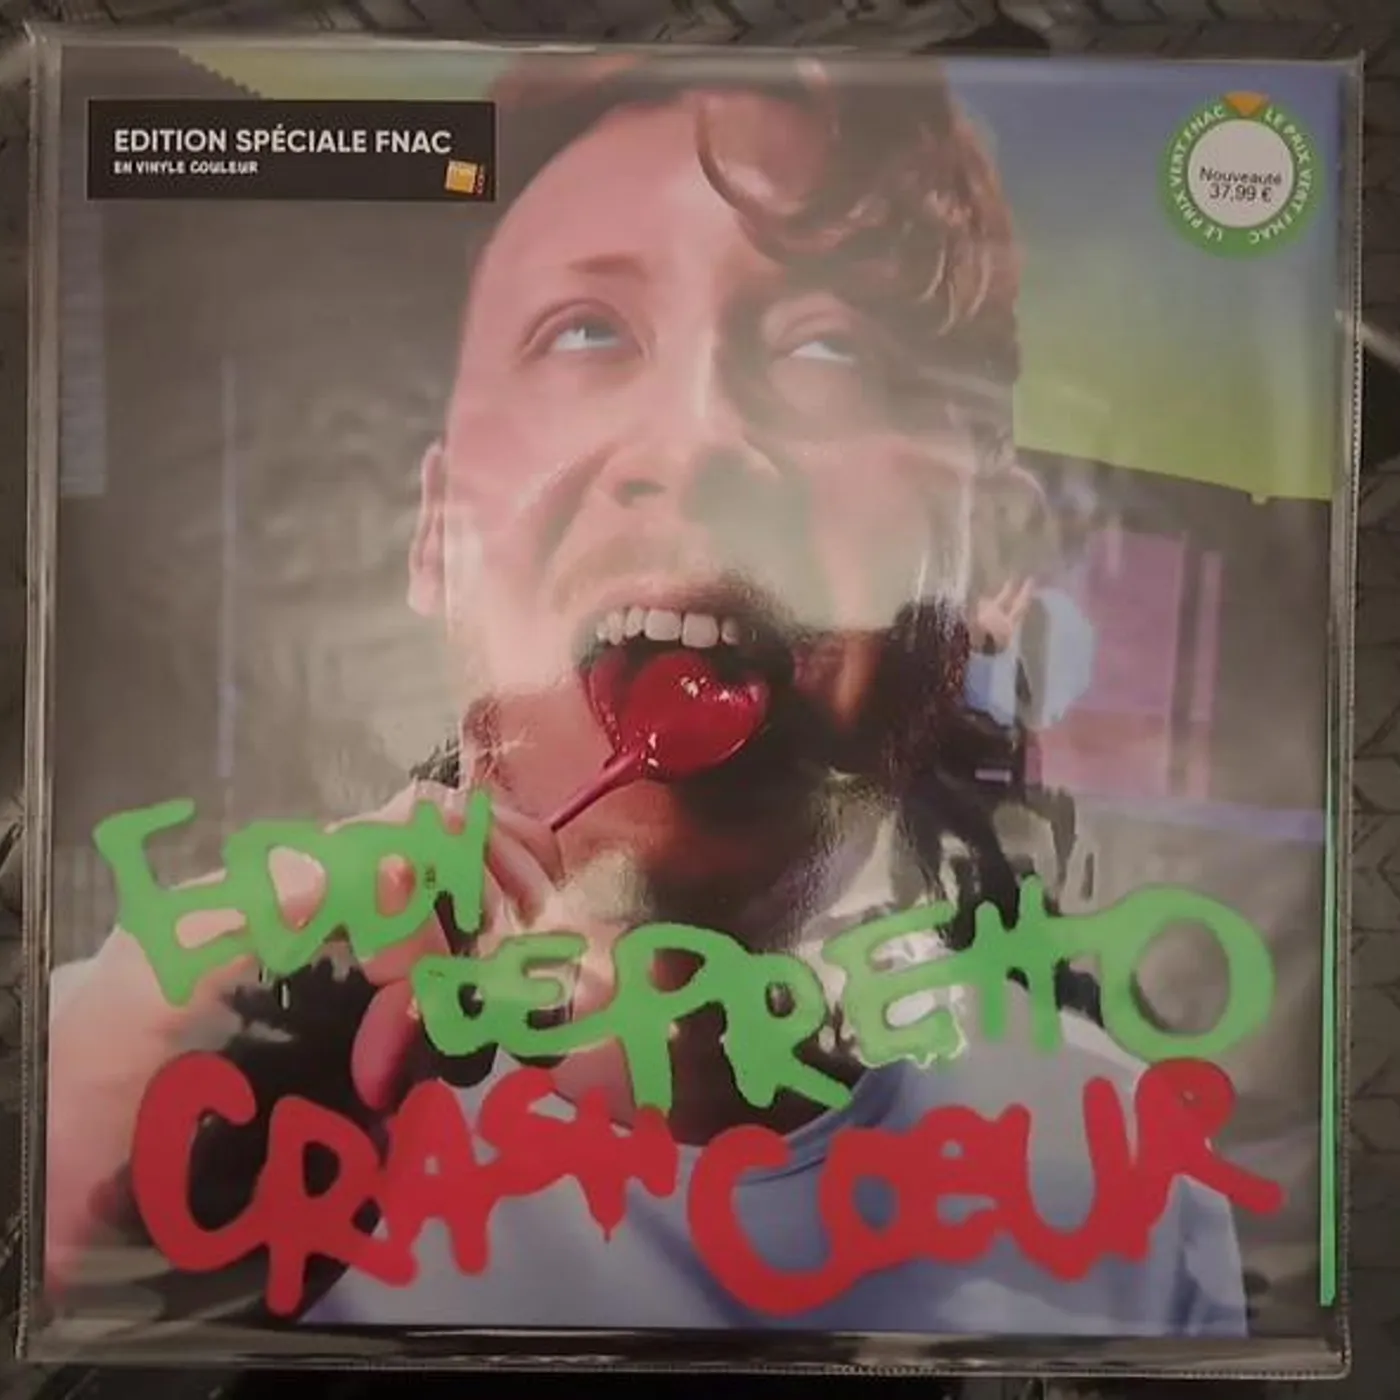 EDITION SPÉCIALE FNAC
EN VINYLE COULEUR
LE PRIX VERT FNAC
LE PRIX VERT FNAC
Nouveauté
37,99 €
EDDY
DE PRETTO
CRASH CŒUR